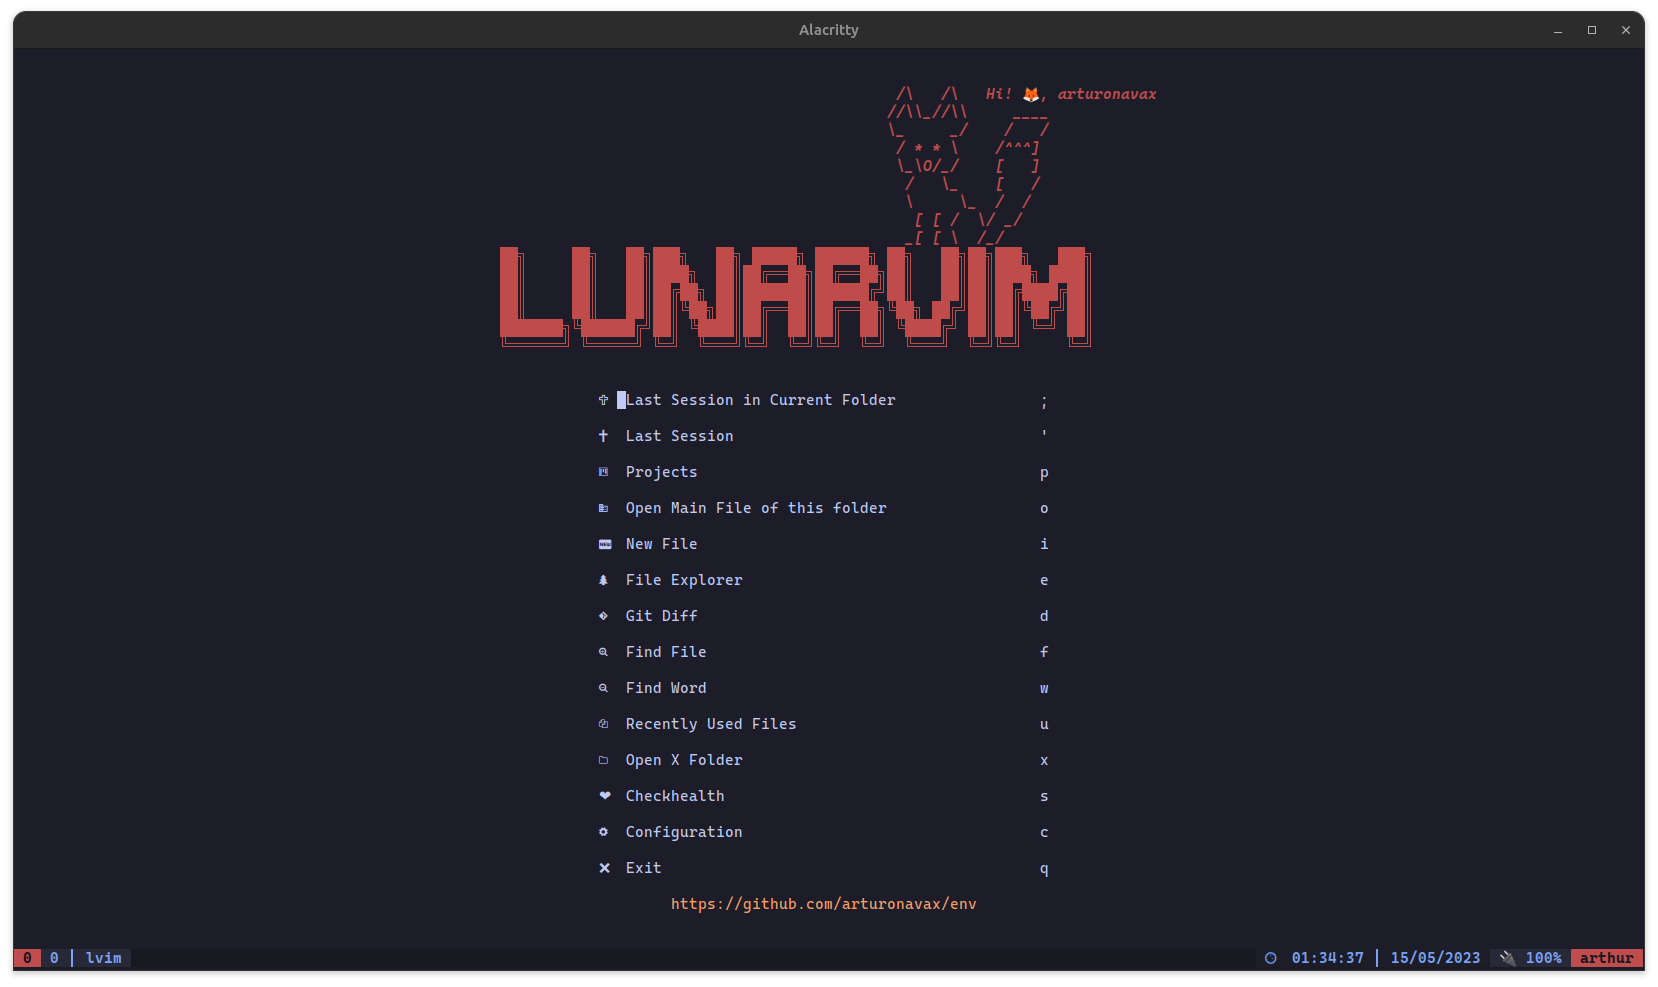 Alacritty
Hi! 🦊, arturonavax
LUNARVIM
Last Session in Current Folder ;
Last Session '
Projects p
Open Main File of this folder o
New File i
File Explorer e
Git Diff d
Find File f
Find Word w
Recently Used Files u
Open X Folder x
Checkhealth s
Configuration c
Exit q
https://github.com/arturonavax/env
0 0 | lvim 01:34:37 | 15/05/2023 100% arthur